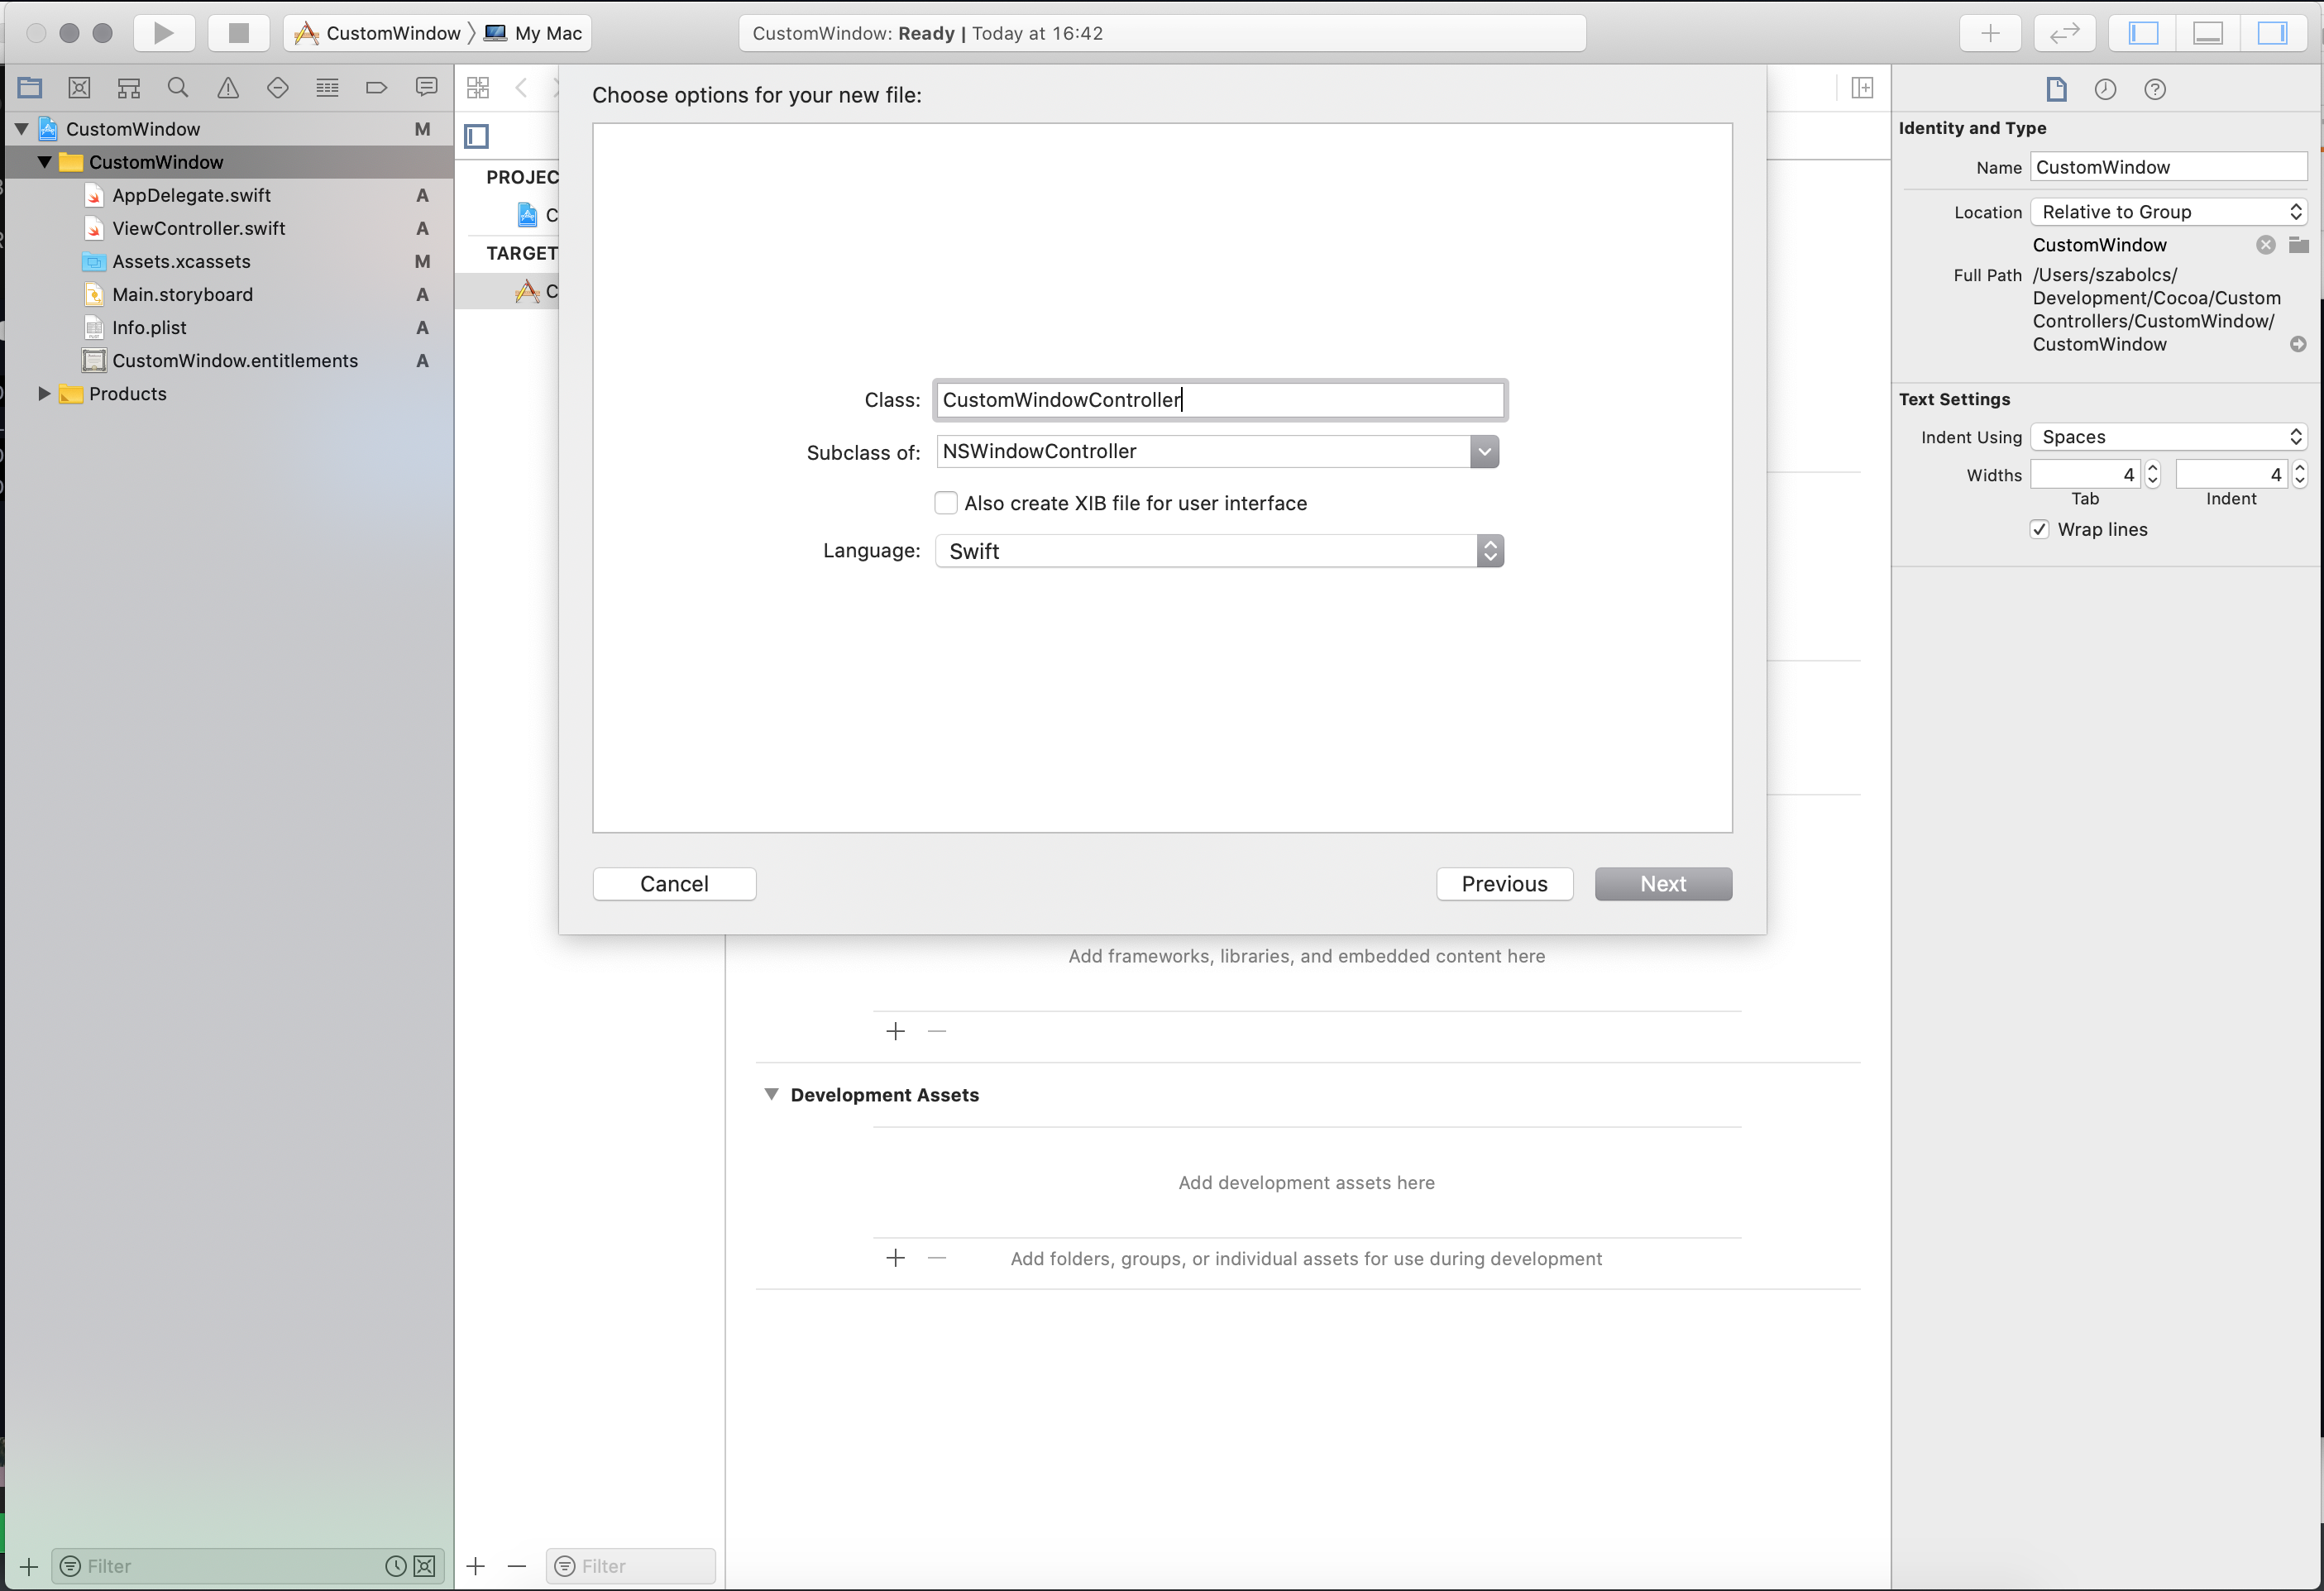 CustomWindow
My Mac
CustomWindow: Ready | Today at 16:42
CustomWindow M
CustomWindow
AppDelegate.swift A
ViewController.swift A
Assets.xcassets M
Main.storyboard A
Info.plist A
CustomWindow.entitlements A
Products
Filter
PROJEC
C
TARGET
C
Filter
Choose options for your new file:
Class: CustomWindowController
Subclass of: NSWindowController
Also create XIB file for user interface
Language: Swift
Cancel
Previous
Next
Add frameworks, libraries, and embedded content here
Development Assets
Add development assets here
Add folders, groups, or individual assets for use during development
Identity and Type
Name CustomWindow
Location Relative to Group
CustomWindow
Full Path /Users/szabolcs/
Development/Cocoa/Custom
Controllers/CustomWindow/
CustomWindow
Text Settings
Indent Using Spaces
Widths 4 4
Tab Indent
Wrap lines